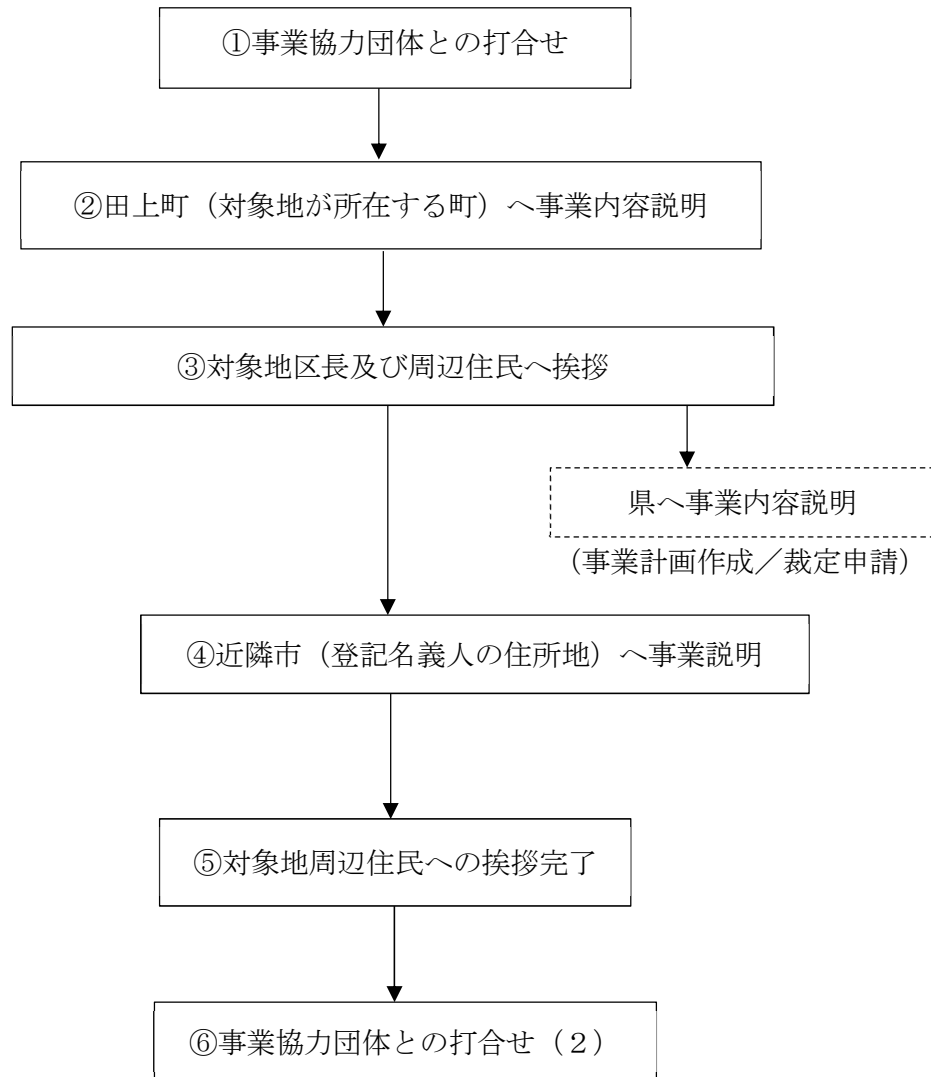 ①事業協力団体との打合せ
②田上町（対象地が所在する町）へ事業内容説明
③対象地区長及び周辺住民へ挨拶
県へ事業内容説明
（事業計画作成／裁定申請）
④近隣市（登記名義人の住所地）へ事業説明
⑤対象地周辺住民への挨拶完了
⑥事業協力団体との打合せ（２）